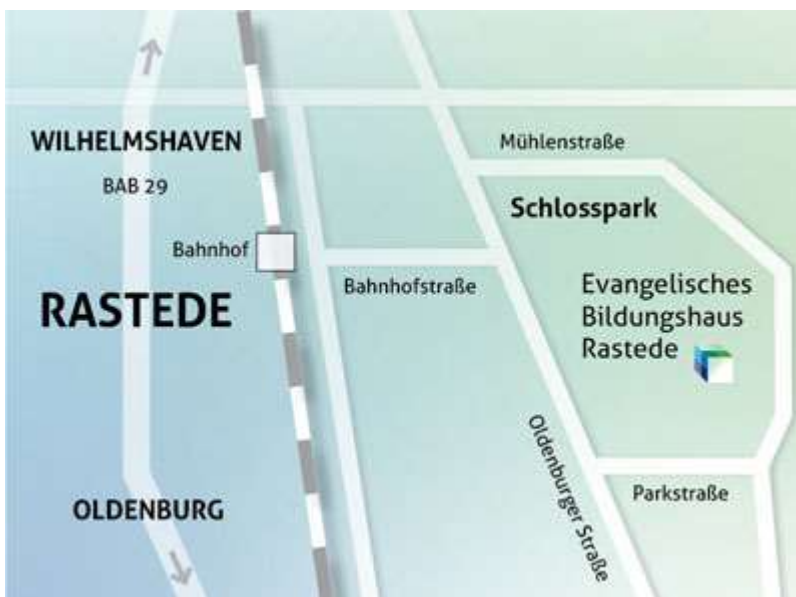 WILHELMSHAVEN
BAB 29
Mühlenstraße
Schlosspark
Bahnhof
Bahnhofstraße
RASTEDE
Evangelisches
Bildungshaus
Rastede
Oldenburger Straße
Parkstraße
OLDENBURG